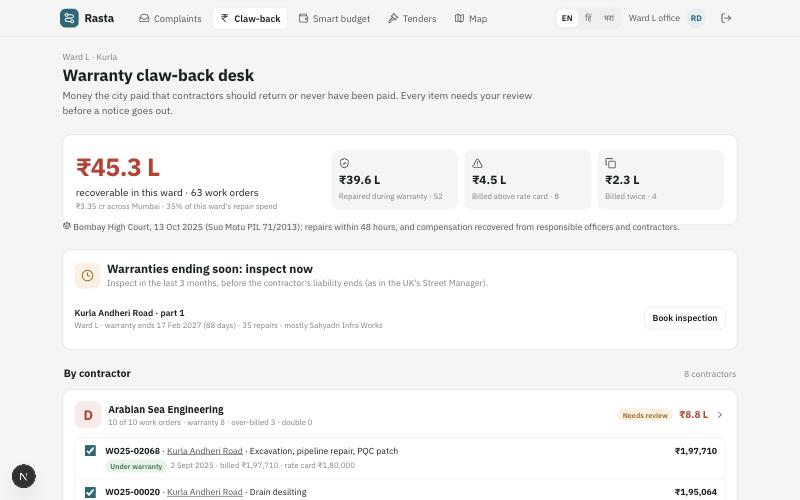 Rasta Complaints ₹ Claw-back Smart budget Tenders Map EN हिं मरा Ward L office RD
Ward L · Kurla
Warranty claw-back desk
Money the city paid that contractors should return or never have been paid. Every item needs your review
before a notice goes out.
₹45.3 L
recoverable in this ward · 63 work orders
₹3.35 cr across Mumbai · 35% of this ward's repair spend
₹39.6 L
Repaired during warranty · 52
₹4.5 L
Billed above rate card · 8
₹2.3 L
Billed twice · 4
Bombay High Court, 13 Oct 2025 (Suo Motu PIL 71/2013): repairs within 48 hours, and compensation recovered from responsible officers and contractors.
Warranties ending soon: inspect now
Inspect in the last 3 months, before the contractor's liability ends (as in the UK's Street Manager).
Kurla Andheri Road · part 1
Ward L · warranty ends 17 Feb 2027 (88 days) · 35 repairs · mostly Sahyadri Infra Works
Book inspection
By contractor 8 contractors
D Arabian Sea Engineering Needs review ₹8.8 L
10 of 10 work orders · warranty 8 · over-billed 3 · double 0
WO25-02068 · Kurla Andheri Road · Excavation, pipeline repair, PQC patch ₹1,97,710
Under warranty 2 Sept 2025 · billed ₹1,97,710 · rate card ₹1,80,000
WO25-00020 · Kurla Andheri Road · Drain desilting ₹1,95,064
N